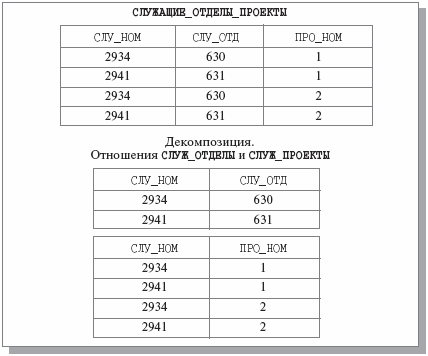 СЛУЖАЩИЕ_ОТДЕЛЫ_ПРОЕКТЫ
СЛУ_НОМ СЛУ_ОТД ПРО_НОМ
2934 630 1
2941 631 1
2934 630 2
2941 631 2
Декомпозиция.
Отношения СЛУЖ_ОТДЕЛЫ и СЛУЖ_ПРОЕКТЫ
СЛУ_НОМ СЛУ_ОТД
2934 630
2941 631
СЛУ_НОМ ПРО_НОМ
2934 1
2941 1
2934 2
2941 2